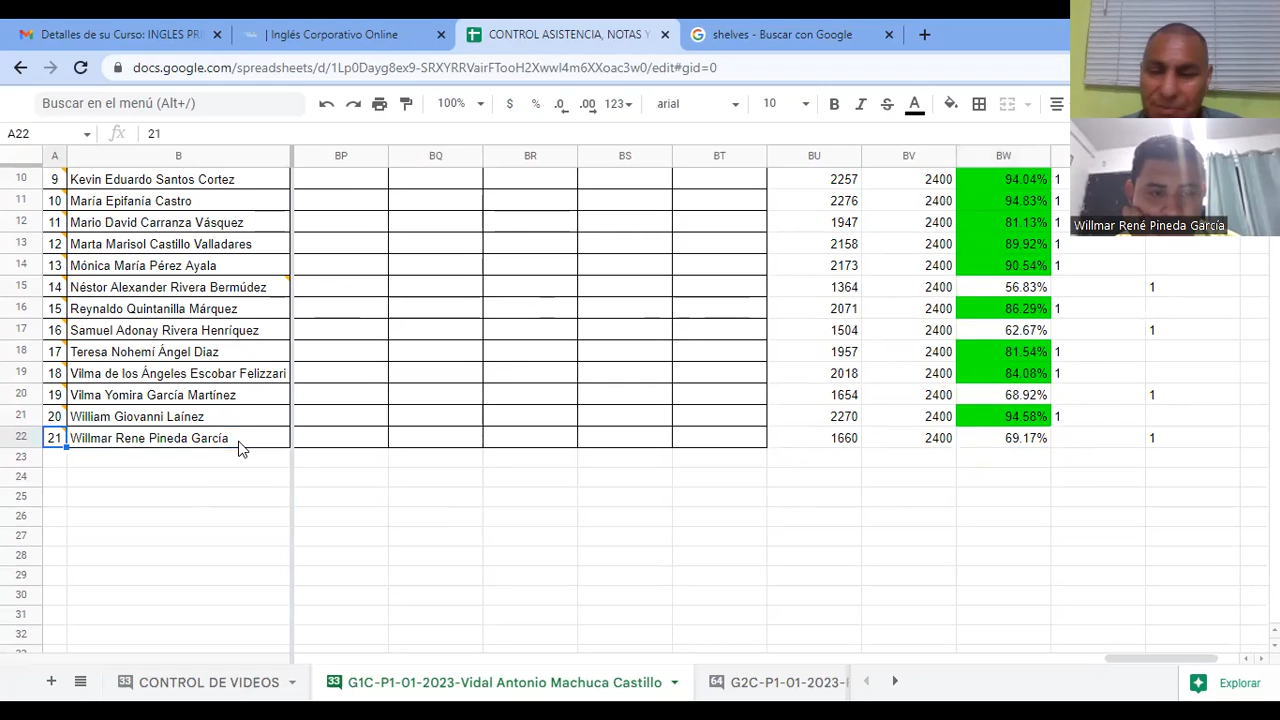 Detalles de su Curso: INGLES PRI
| Inglés Corporativo Online
CONTROL ASISTENCIA, NOTAS Y
shelves - Buscar con Google
Buscar en el menú (Alt+/)
100%
$ % .0 .00 123
arial
10
B I S A
A22
fx 21
A B BP BQ BR BS BT BU BV BW
10 9 Kevin Eduardo Santos Cortez 2257 2400 94.04% 1
11 10 María Epifanía Castro 2276 2400 94.83% 1
12 11 Mario David Carranza Vásquez 1947 2400 81.13% 1
13 12 Marta Marisol Castillo Valladares 2158 2400 89.92% 1
14 13 Mónica María Pérez Ayala 2173 2400 90.54% 1
15 14 Néstor Alexander Rivera Bermúdez 1364 2400 56.83% 1
16 15 Reynaldo Quintanilla Márquez 2071 2400 86.29% 1
17 16 Samuel Adonay Rivera Henríquez 1504 2400 62.67% 1
18 17 Teresa Nohemí Ángel Diaz 1957 2400 81.54% 1
19 18 Vilma de los Ángeles Escobar Felizzari 2018 2400 84.08% 1
20 19 Vilma Yomira García Martínez 1654 2400 68.92% 1
21 20 William Giovanni Laínez 2270 2400 94.58% 1
22 21 Willmar Rene Pineda García 1660 2400 69.17% 1
23
24
25
26
27
28
29
30
31
32
Willmar René Pineda García
33 CONTROL DE VIDEOS
33 G1C-P1-01-2023-Vidal Antonio Machuca Castillo
64 G2C-P1-01-2023-
Explorar